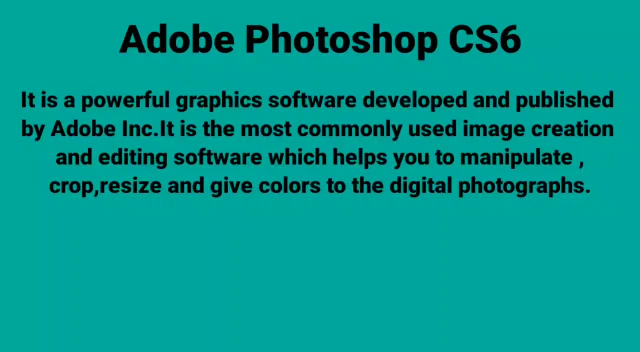 Adobe Photoshop CS6
It is a powerful graphics software developed and published
by Adobe Inc.It is the most commonly used image creation
and editing software which helps you to manipulate ,
crop,resize and give colors to the digital photographs.